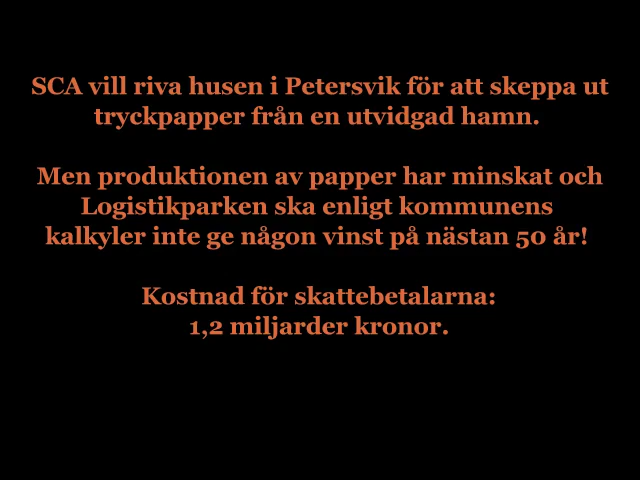 SCA vill riva husen i Petersvik för att skeppa ut
tryckpapper från en utvidgad hamn.
Men produktionen av papper har minskat och
Logistikparken ska enligt kommunens
kalkyler inte ge någon vinst på nästan 50 år!
Kostnad för skattebetalarna:
1,2 miljarder kronor.